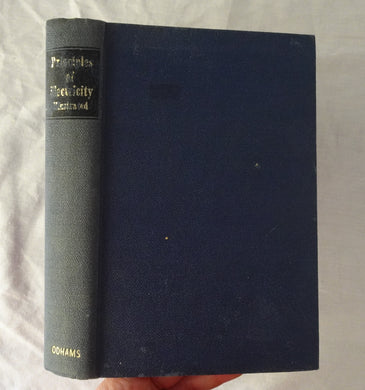 Principles
of
Electricity
Illustrated
ODHAMS